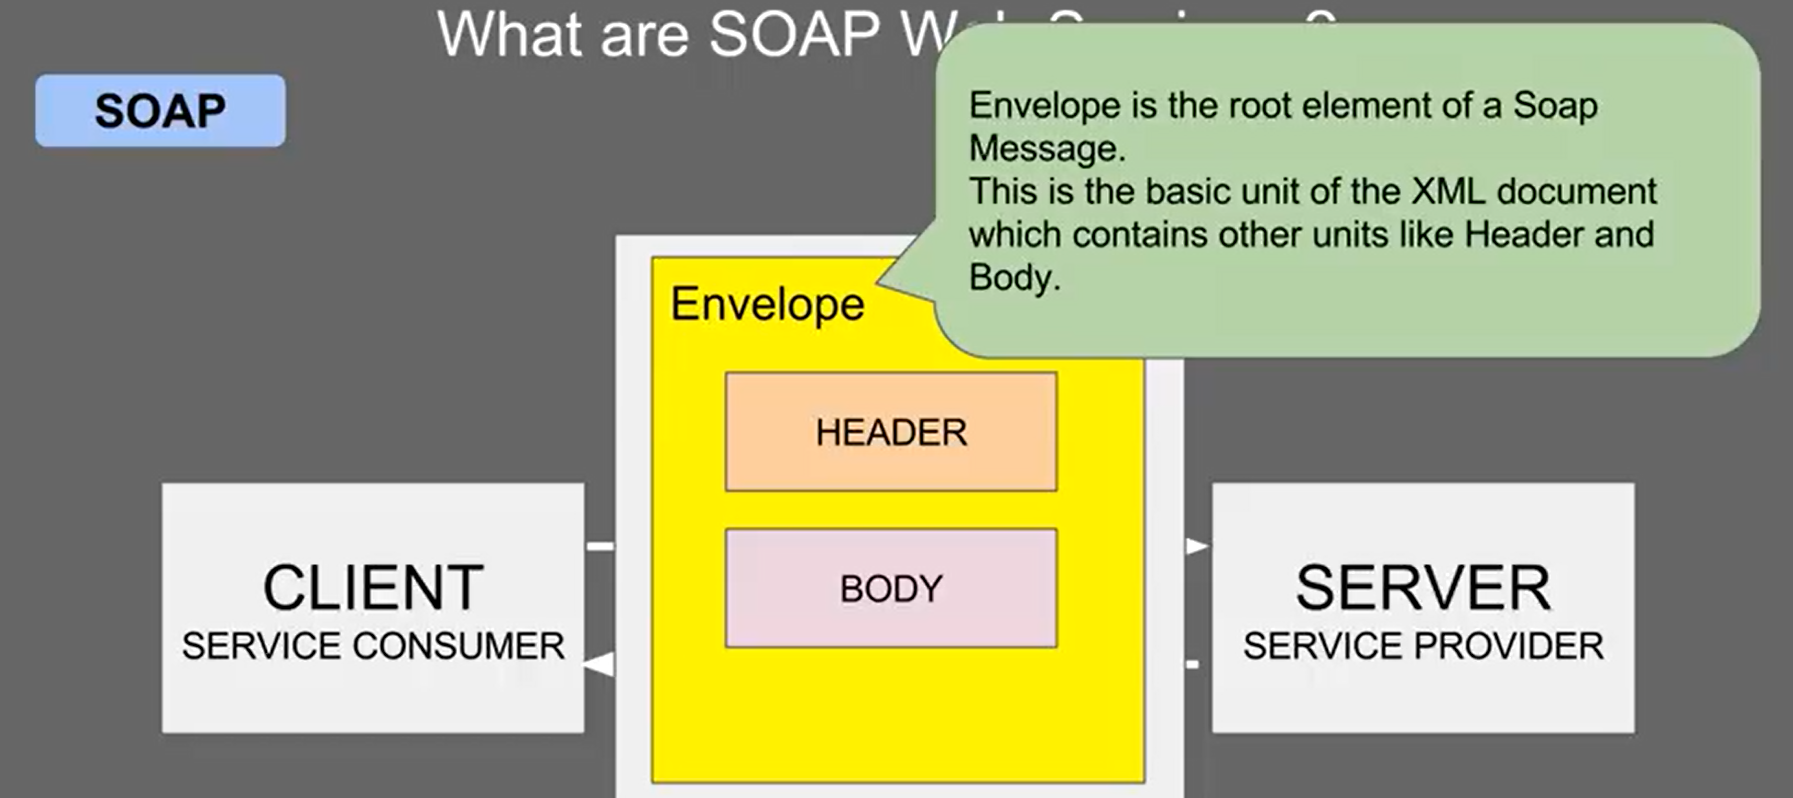 What are SOAP
SOAP
Envelope is the root element of a Soap
Message.
This is the basic unit of the XML document
which contains other units like Header and
Body.
Envelope
HEADER
BODY
CLIENT
SERVICE CONSUMER
SERVER
SERVICE PROVIDER